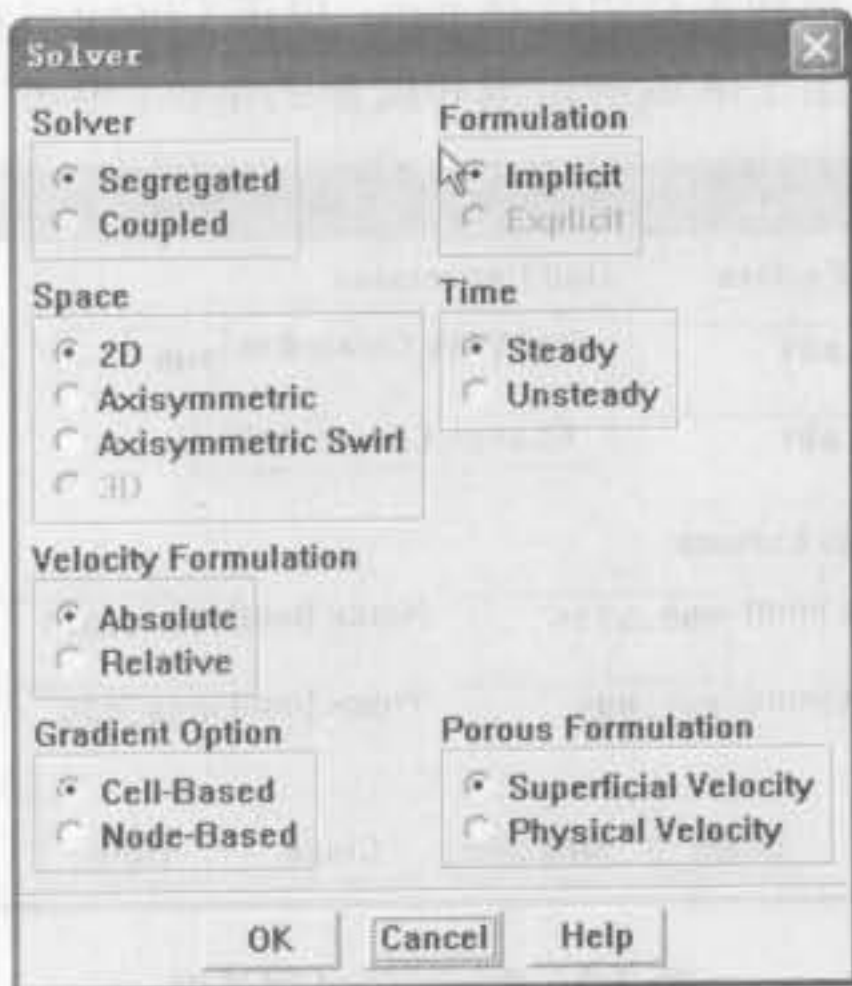 Solver
Solver
Segregated
Coupled
Formulation
Implicit
Explicit
Space
2D
Axisymmetric
Axisymmetric Swirl
3D
Time
Steady
Unsteady
Velocity Formulation
Absolute
Relative
Gradient Option
Cell-Based
Node-Based
Porous Formulation
Superficial Velocity
Physical Velocity
OK
Cancel
Help